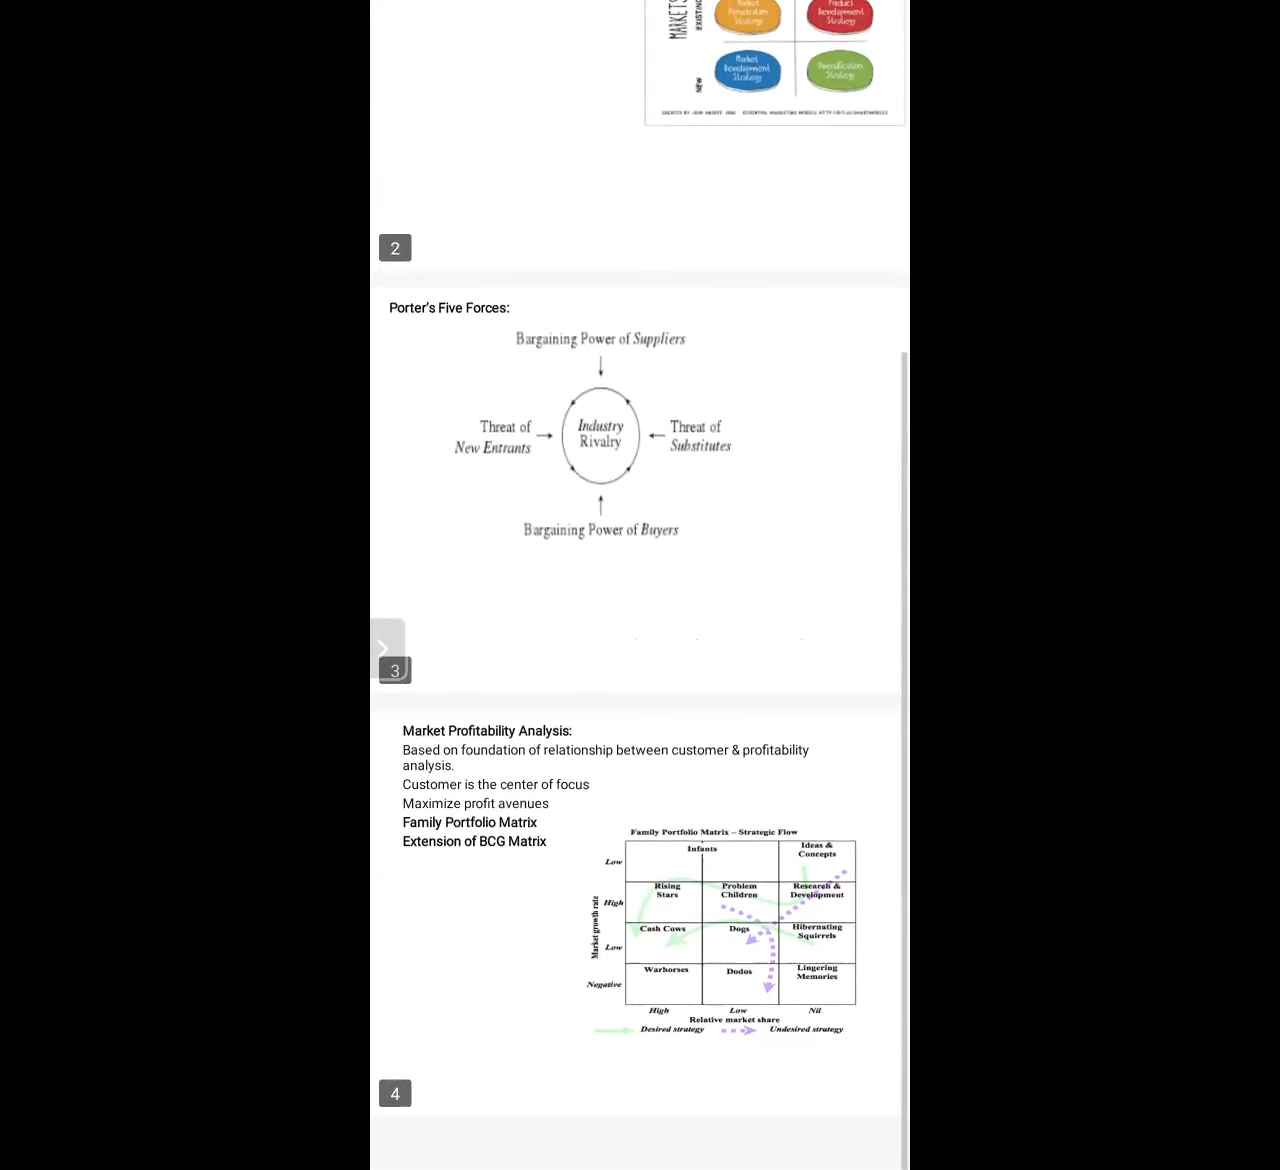 MARKETS
EXISTING
Market
Penetration
Strategy
Product
Development
Strategy
NEW
Market
Development
Strategy
Diversification
Strategy
2
Porter's Five Forces:
Bargaining Power of Suppliers
Threat of
New Entrants
Industry
Rivalry
Threat of
Substitutes
Bargaining Power of Buyers
3
Market Profitability Analysis:
Based on foundation of relationship between customer & profitability
analysis.
Customer is the center of focus
Maximize profit avenues
Family Portfolio Matrix
Extension of BCG Matrix
Family Portfolio Matrix – Strategic Flow
Market growth rate
Low
Infants
Ideas &
Concepts
High
Rising
Stars
Problem
Children
Research &
Development
Low
Cash Cows
Dogs
Hibernating
Squirrels
Negative
Warhorses
Dodos
Lingering
Memories
High
Low
Nil
Relative market share
Desired strategy
Undesired strategy
4